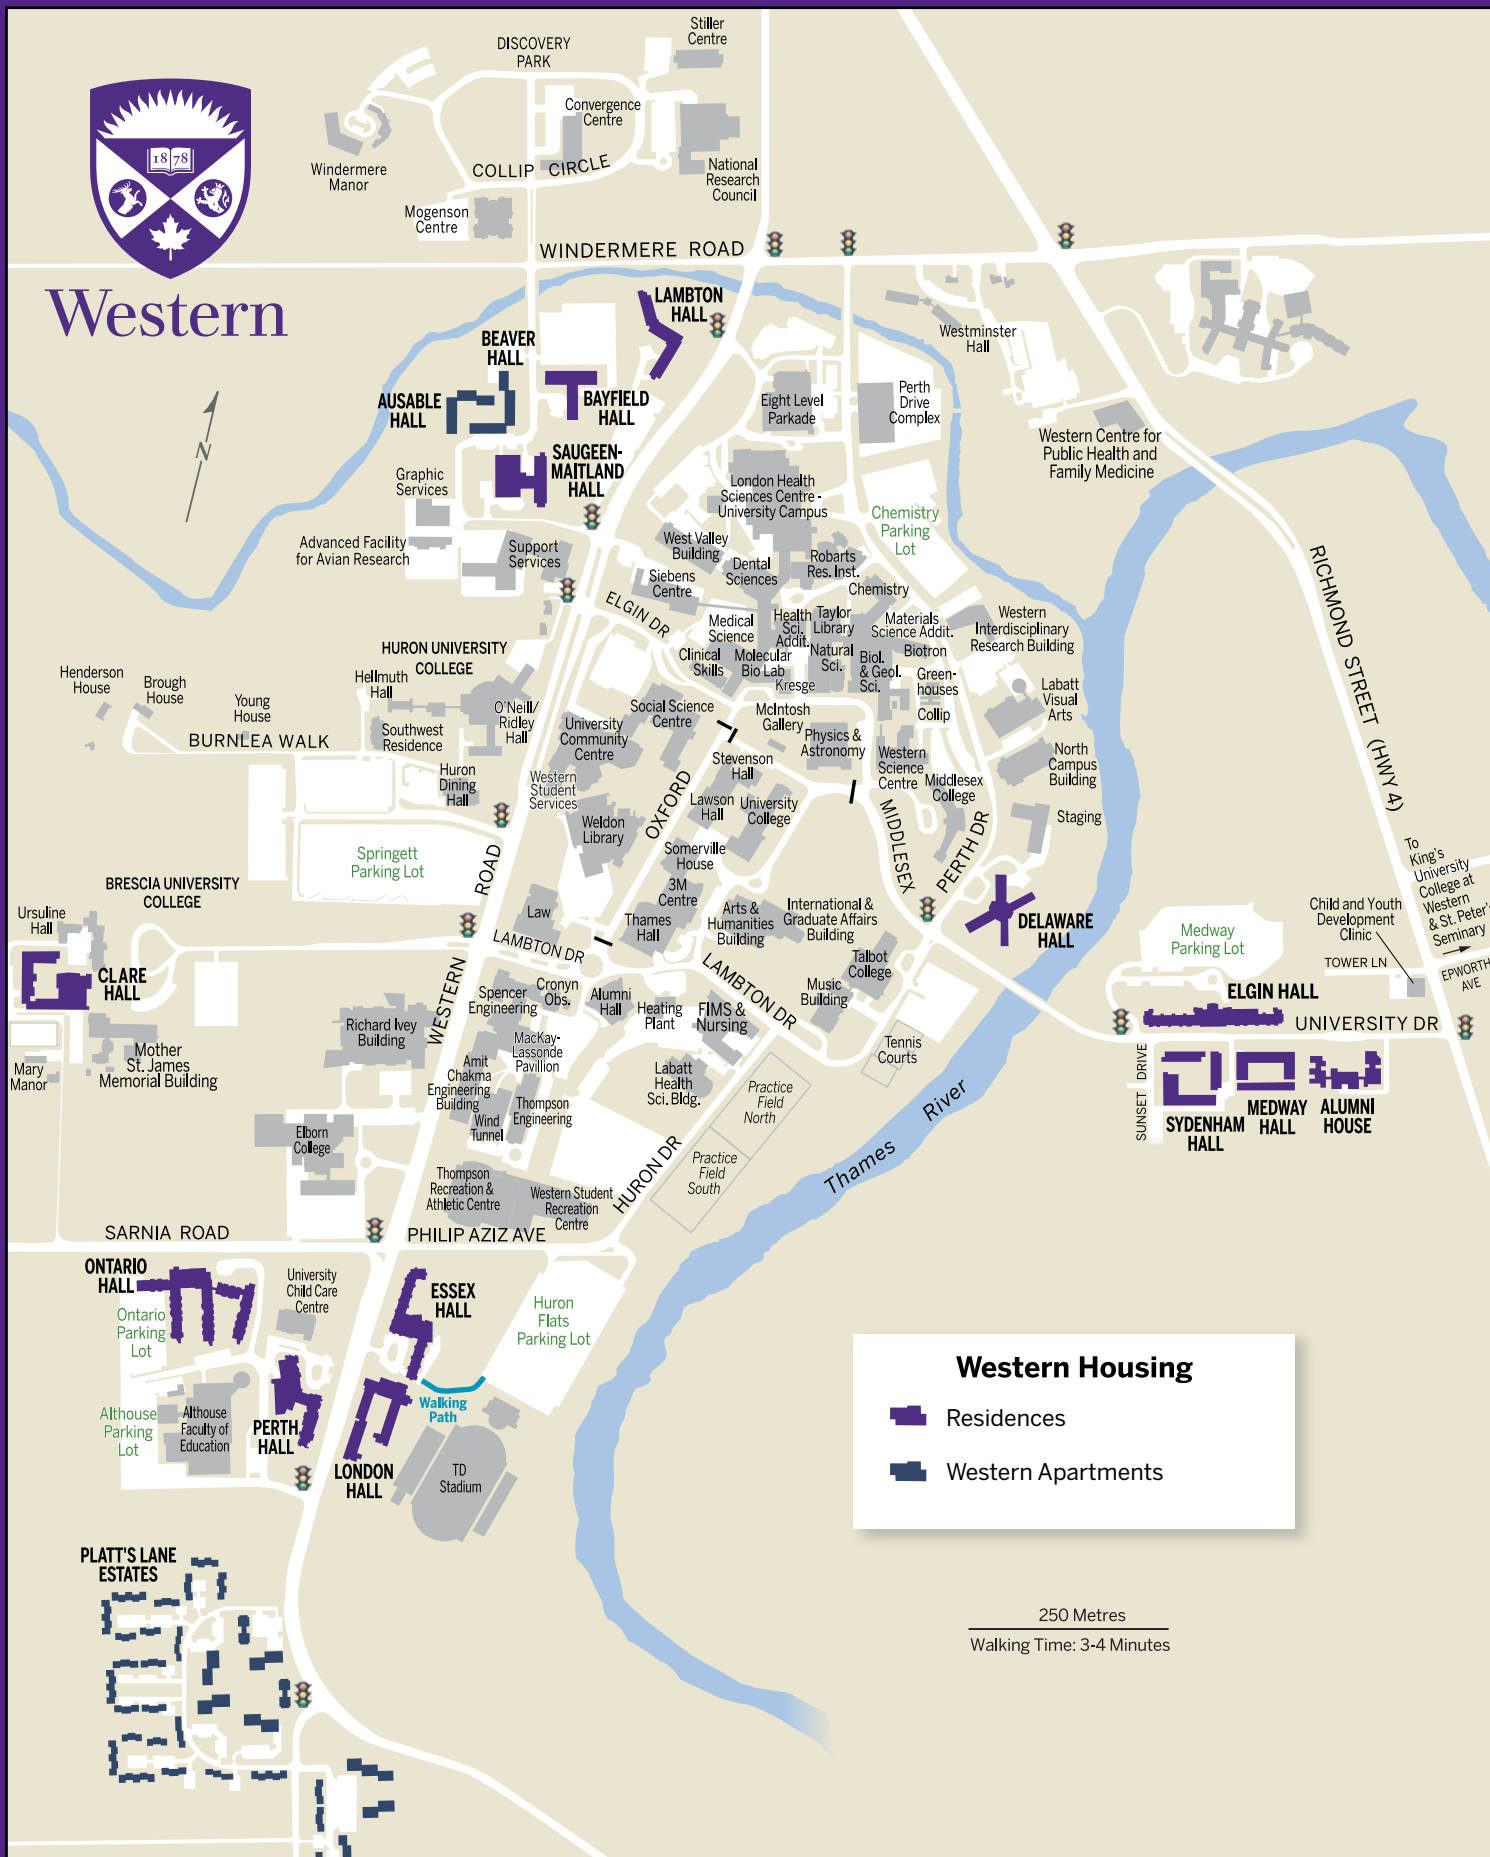 Stiller
Centre
DISCOVERY
PARK
Convergence
Centre
1878
Windermere
Manor
COLLIP CIRCLE
National
Research
Council
Mogenson
Centre
WINDERMERE ROAD
Western
LAMBTON
HALL
BEAVER
HALL
Westminster
Hall
AUSABLE
HALL
BAYFIELD
HALL
Eight Level
Parkade
Perth
Drive
Complex
Western Centre for
Public Health and
Family Medicine
N
SAUGEEN-
MAITLAND
HALL
Graphic
Services
London Health
Sciences Centre -
University Campus
Chemistry
Parking
Lot
Advanced Facility
for Avian Research
Support
Services
West Valley
Building
Dental
Sciences
Robarts
Res. Inst.
RICHMOND STREET (HWY 4)
Siebens
Centre
Chemistry
ELGIN DR
Medical
Science
Health
Sci.
Addit.
Taylor
Library
Materials
Science Addit.
Western
Interdisciplinary
Research Building
HURON UNIVERSITY
COLLEGE
Clinical
Skills
Molecular
Bio Lab
Natural
Sci.
Biol.
& Geol.
Sci.
Biotron
Henderson
House
Brough
House
Hellmuth
Hall
Kresge
Green-
houses
Labatt
Visual
Arts
Young
House
O'Neill/
Ridley
Hall
Social Science
Centre
McIntosh
Gallery
Collip
BURNLEA WALK
Southwest
Residence
University
Community
Centre
Physics &
Astronomy
Western
Science
Centre
North
Campus
Building
Huron
Dining
Hall
Western
Student
Services
Stevenson
Hall
Middlesex
College
OXFORD
Lawson
Hall
University
College
MIDDLESEX
Staging
Weldon
Library
PERTH DR
Springett
Parking Lot
Somerville
House
To
King's
University
College at
Western
& St. Peter's
Seminary
BRESCIA UNIVERSITY
COLLEGE
3M
Centre
Ursuline
Hall
Law
Thames
Hall
Arts &
Humanities
Building
International &
Graduate Affairs
Building
DELAWARE
HALL
Child and Youth
Development
Clinic
Medway
Parking Lot
LAMBTON DR
TOWER LN
EPWORTH
AVE
CLARE
HALL
LAMBTON DR
Talbot
College
Music
Building
Spencer
Engineering
Cronyn
Obs.
Alumni
Hall
Heating
Plant
FIMS &
Nursing
ELGIN HALL
UNIVERSITY DR
WESTERN ROAD
Richard Ivey
Building
MacKay-
Lassonde
Pavillion
Tennis
Courts
Mother
St. James
Memorial Building
Mary
Manor
Amit
Chakma
Engineering
Building
Labatt
Health
Sci. Bldg.
Practice
Field
North
SUNSET DRIVE
Thompson
Engineering
Wind
Tunnel
SYDENHAM
HALL
MEDWAY
HALL
ALUMNI
HOUSE
Elborn
College
Thames River
Practice
Field
South
HURON DR
Thompson
Recreation &
Athletic Centre
Western Student
Recreation
Centre
SARNIA ROAD
PHILIP AZIZ AVE
ONTARIO
HALL
University
Child Care
Centre
ESSEX
HALL
Huron
Flats
Parking Lot
Ontario
Parking
Lot
Western Housing
Residences
Western Apartments
Walking
Path
Althouse
Parking
Lot
Althouse
Faculty of
Education
PERTH
HALL
LONDON
HALL
TD
Stadium
PLATT'S LANE
ESTATES
250 Metres
Walking Time: 3-4 Minutes